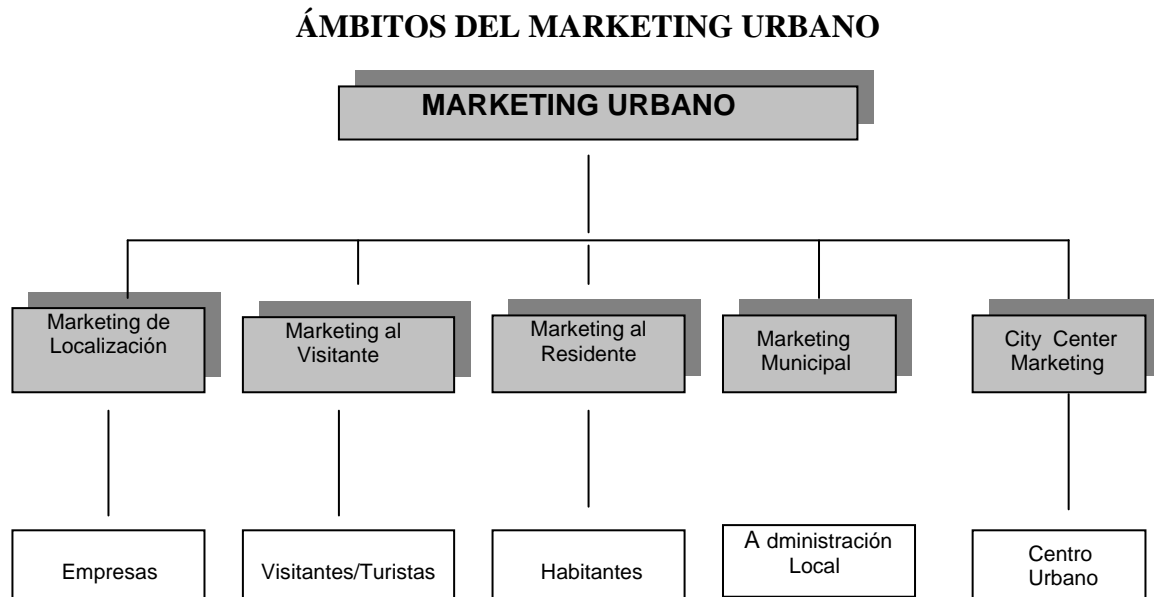 ÁMBITOS DEL MARKETING URBANO
MARKETING URBANO
Marketing de
Localización
Marketing al
Visitante
Marketing al
Residente
Marketing
Municipal
City Center
Marketing
Empresas
Visitantes/Turistas
Habitantes
A dministración
Local
Centro
Urbano